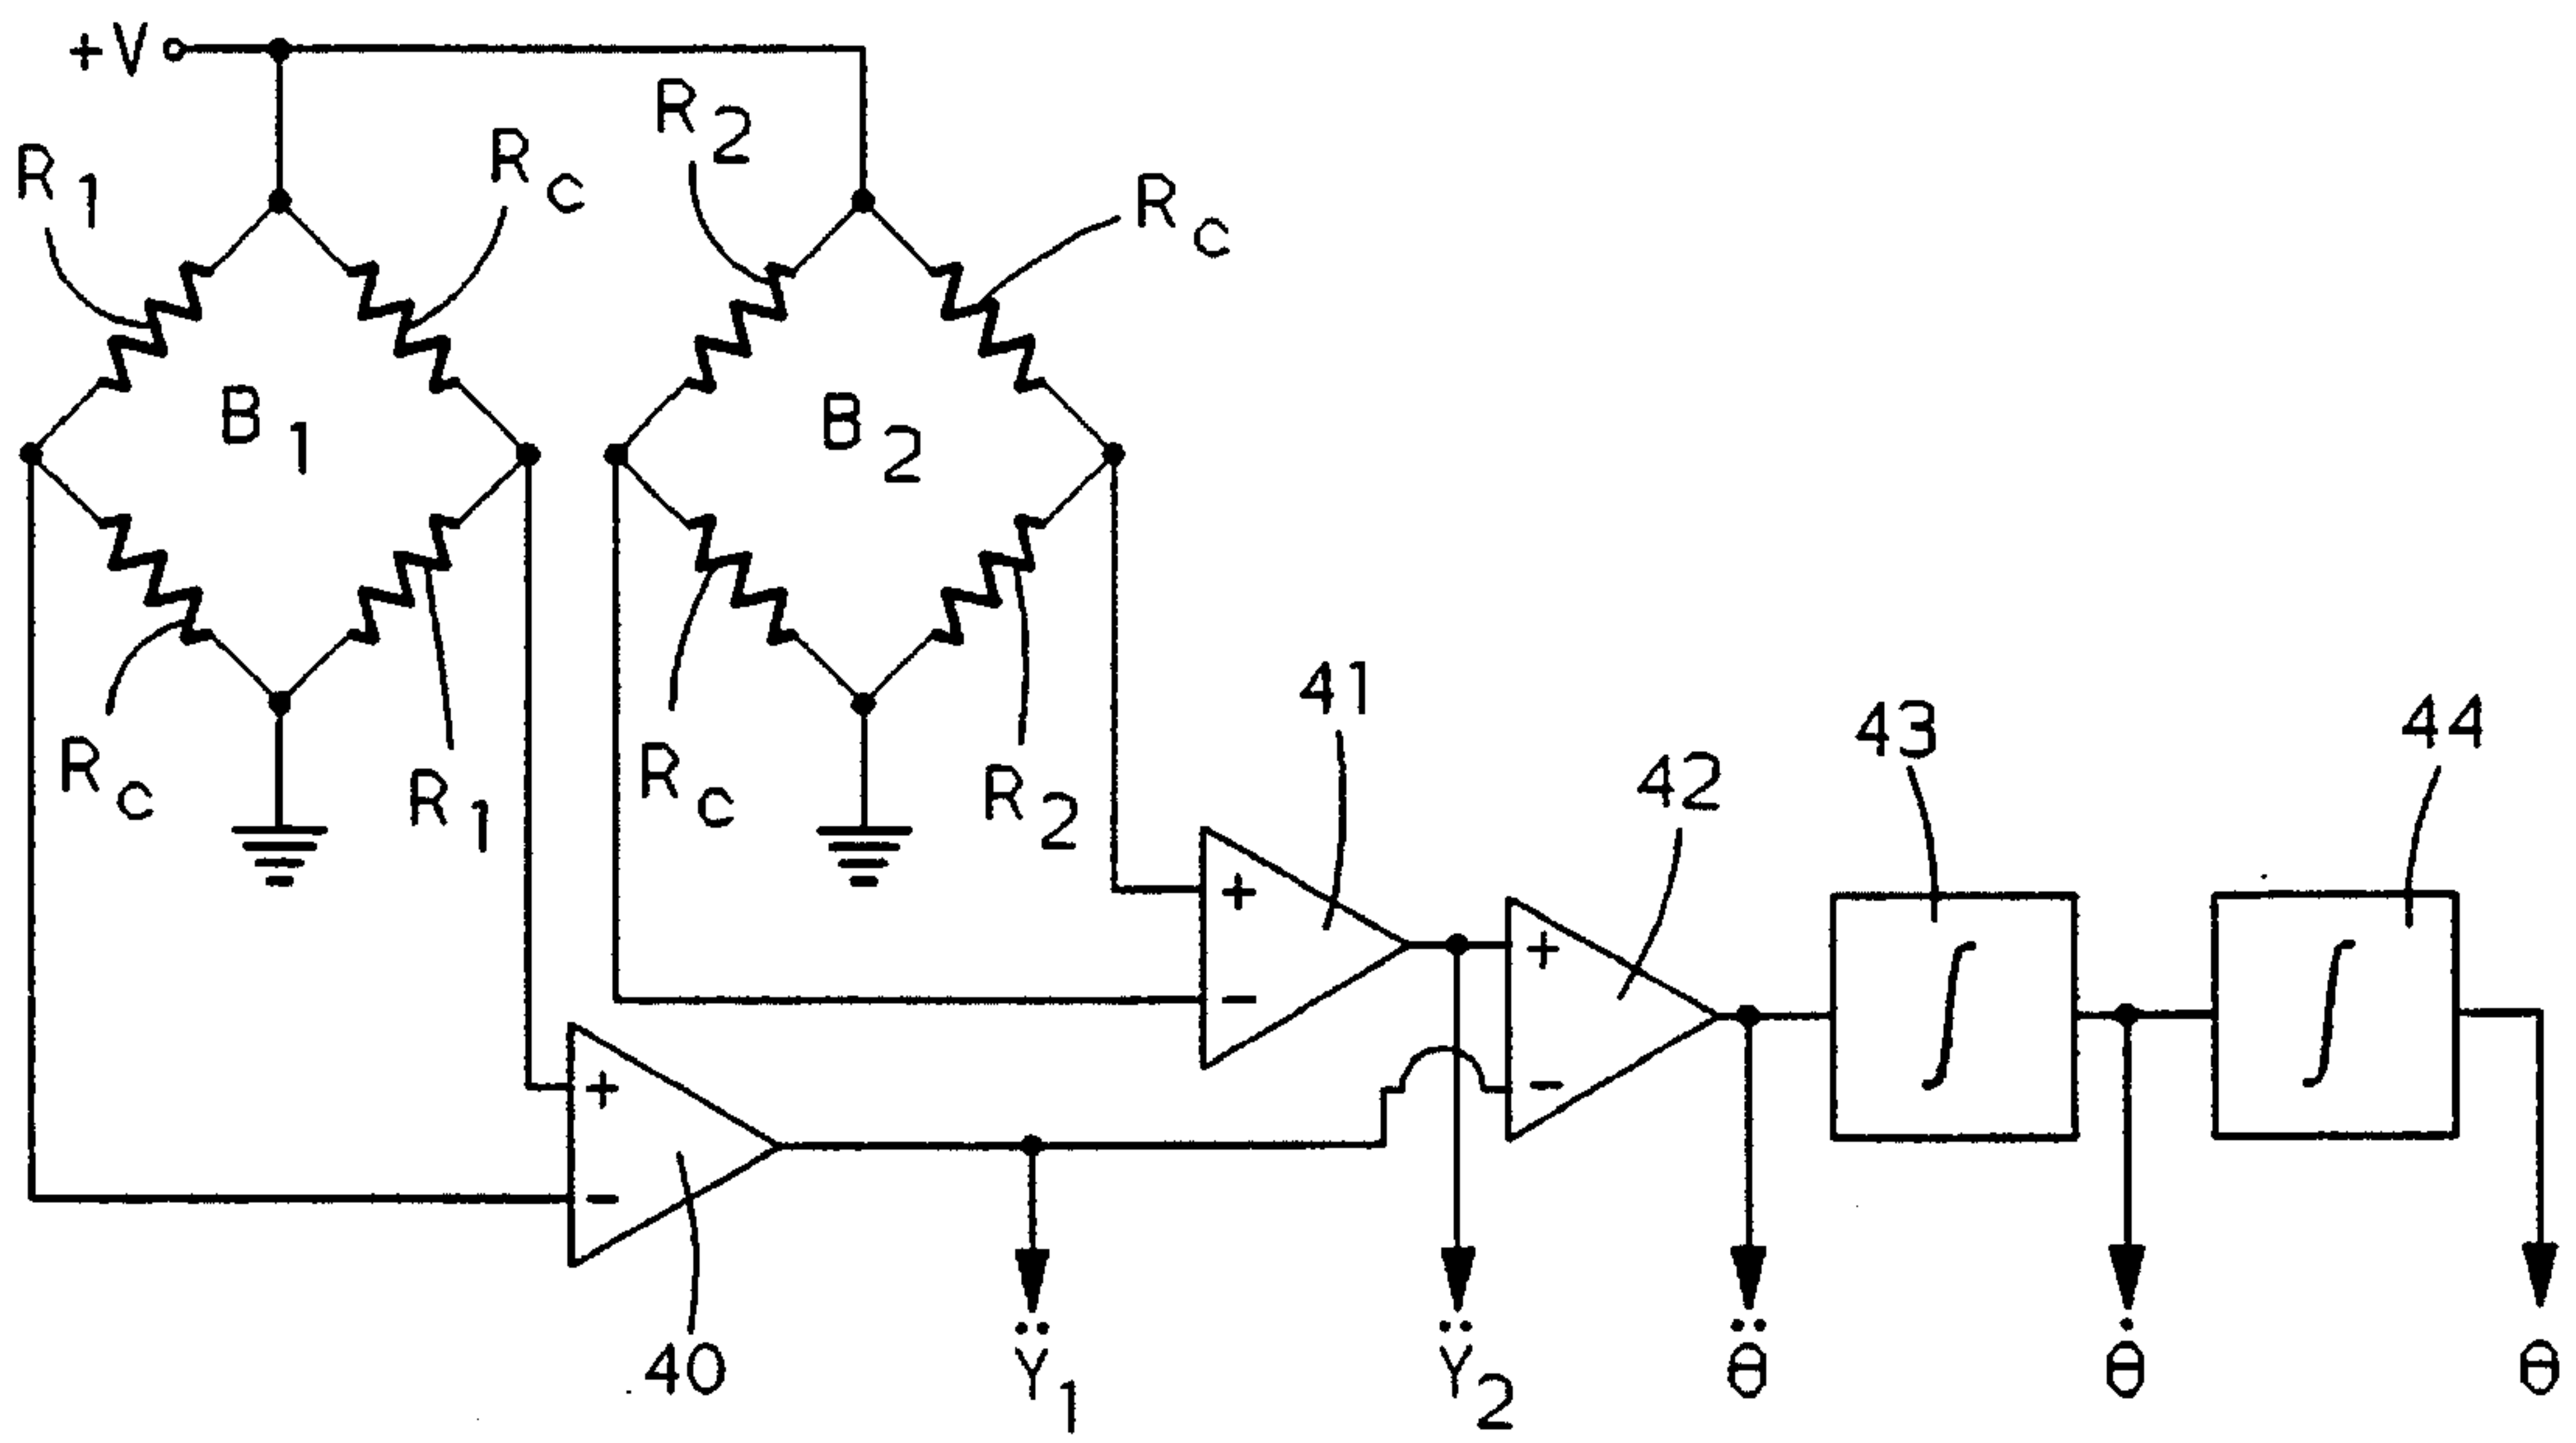 +V
R1
Rc
R2
Rc
B1
B2
Rc
R1
Rc
R2
41
42
43
44
+
-
+
-
+
-
40
Ÿ1
Ÿ2
θ̈
θ̇
θ